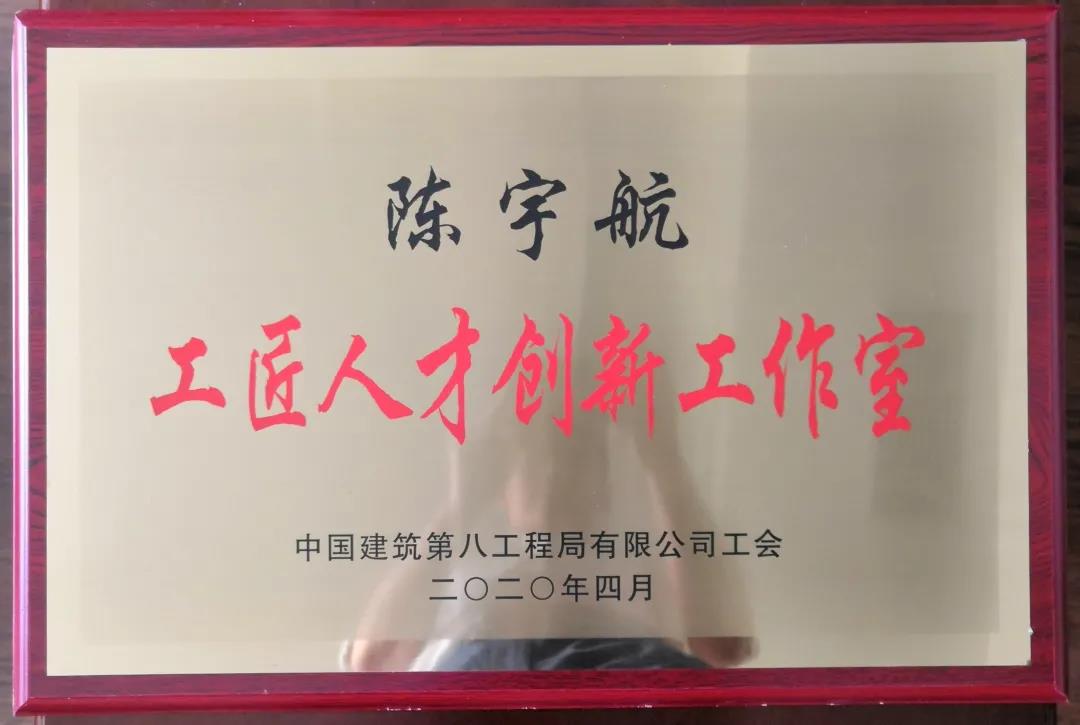 陈宇航
工匠人才创新工作室
中国建筑第八工程局有限公司工会
二〇二〇年四月